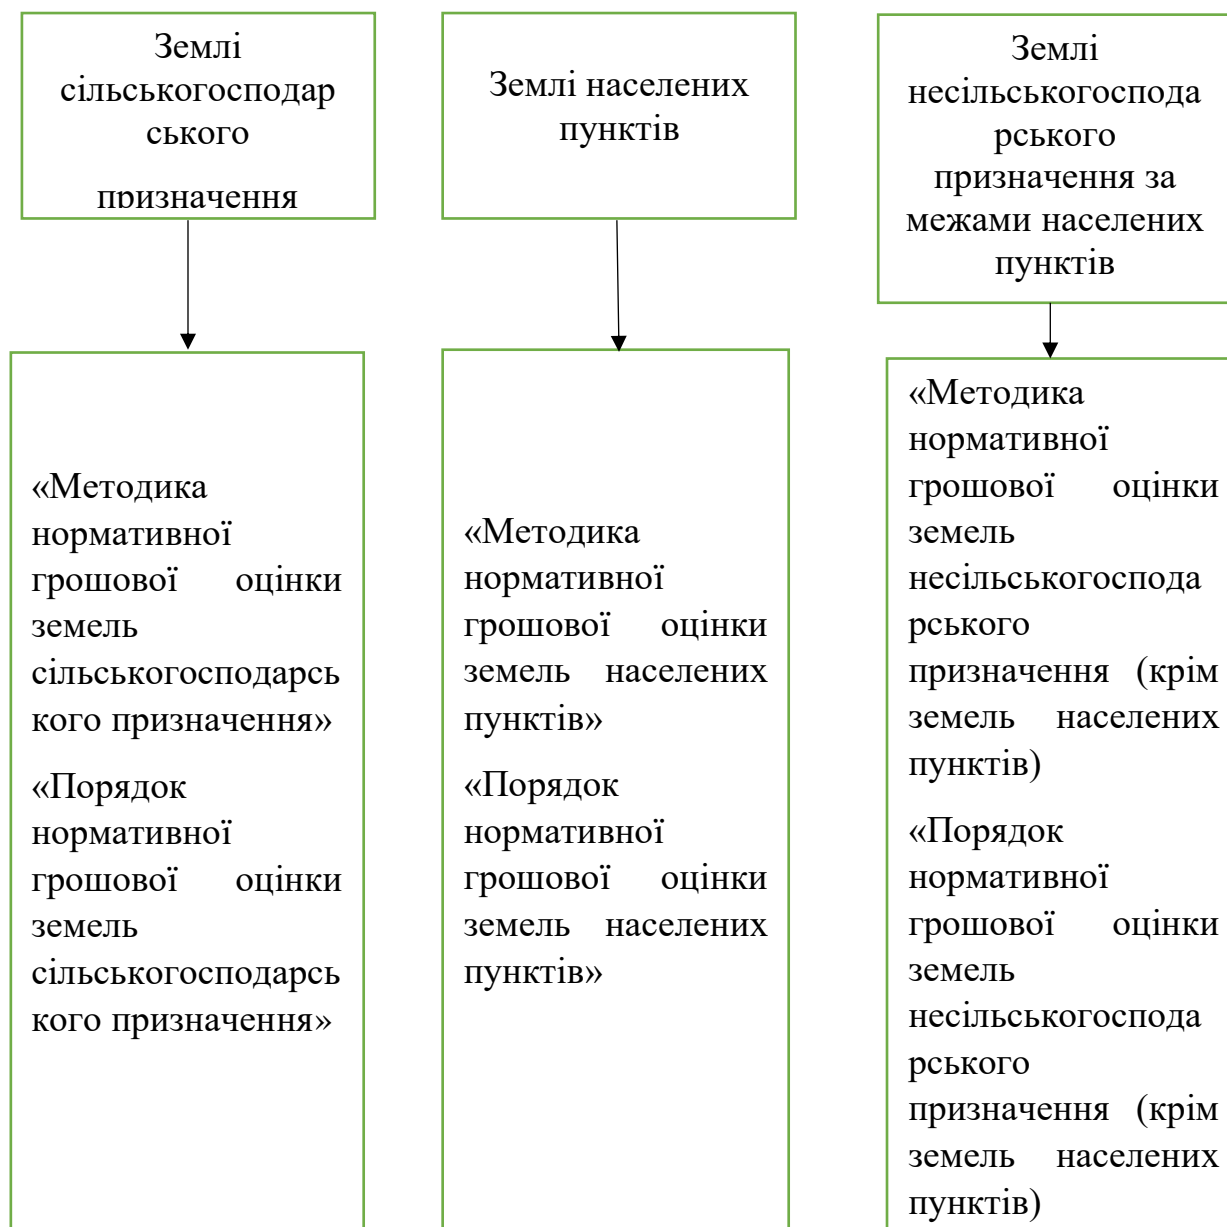 Землі
сільськогосподар
ського
призначення
Землі населених
пунктів
Землі
несільськогоспода
рського
призначення за
межами населених
пунктів
«Методика
нормативної
грошової оцінки
земель
сільськогосподарсь
кого призначення»
«Порядок
нормативної
грошової оцінки
земель
сільськогосподарсь
кого призначення»
«Методика
нормативної
грошової оцінки
земель населених
пунктів»
«Порядок
нормативної
грошової оцінки
земель населених
пунктів»
«Методика
нормативної
грошової оцінки
земель
несільськогоспода
рського
призначення (крім
земель населених
пунктів)
«Порядок
нормативної
грошової оцінки
земель
несільськогоспода
рського
призначення (крім
земель населених
пунктів)